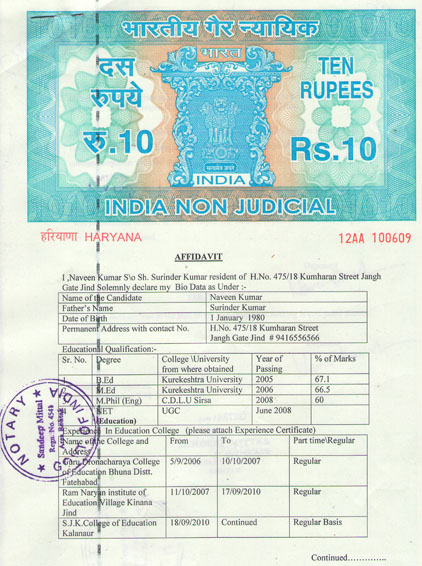 भारतीय गैर न्यायिक
भारत
दस
रुपये
रु.10
TEN
RUPEES
Rs.10
सत्यमेव जयते
INDIA
INDIA NON JUDICIAL
हरियाणा HARYANA
12AA 100609
AFFIDAVIT
I ,Naveen Kumar S\o Sh. Surinder Kumar resident of H.No. 475/18 Kumharan Street Jangh
Gate Jind Solemnly declare my Bio Data as Under :-
Name of the Candidate Naveen Kumar
Father's Name Surinder Kumar
Date of Birth 1 January 1980
Permanent Address with contact No. H.No. 475/18 Kumharan Street
Jangh Gate Jind # 9416556566
Educational Qualification:-
Sr. No. Degree College \University Year of % of Marks
from where obtained Passing
B.Ed Kurekeshtra University 2005 67.1
M.Ed Kurekeshtra University 2006 66.5
M.Phil (Eng) C.D.L.U Sirsa 2008 60
NET UGC June 2008
(Education)
Experience In Education College (please attach Experience Certificate)
Name of the College and From To Part time\Regular
Address
Guru Dronacharaya College 5/9/2006 10/10/2007 Regular
of Education Bhuna Distt.
Fatehabad
Ram Naryan institute of 11/10/2007 17/09/2010 Regular
Education Village Kinana
Jind
S.J.K.College of Education 18/09/2010 Continued Regular Basis
Kalanaur
Continued…………..
NOTARY
GOVT OF INDIA
Sandeep Mittal
Regn. No. 4540